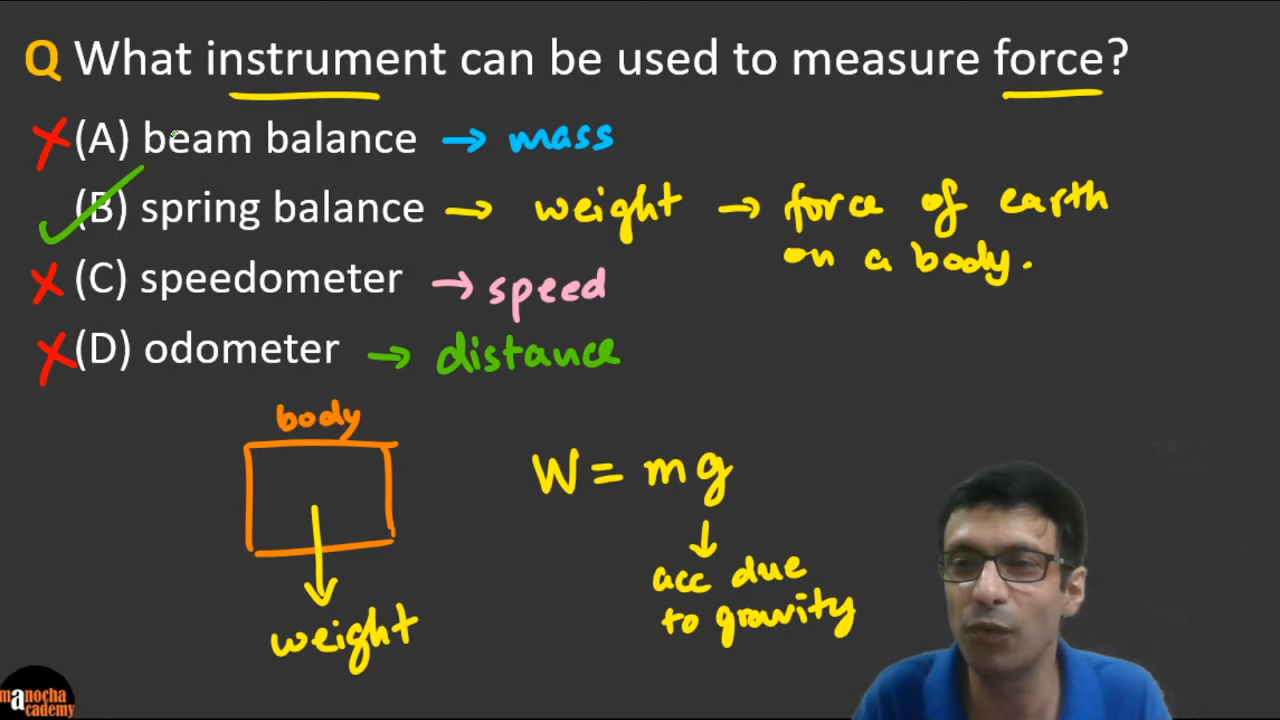 Q What instrument can be used to measure force?
(A) beam balance → mass
(B) spring balance → weight → force of earth
on a body.
(C) speedometer → speed
(D) odometer → distance
body
W = mg
acc due
to gravity
weight
manocha
academy